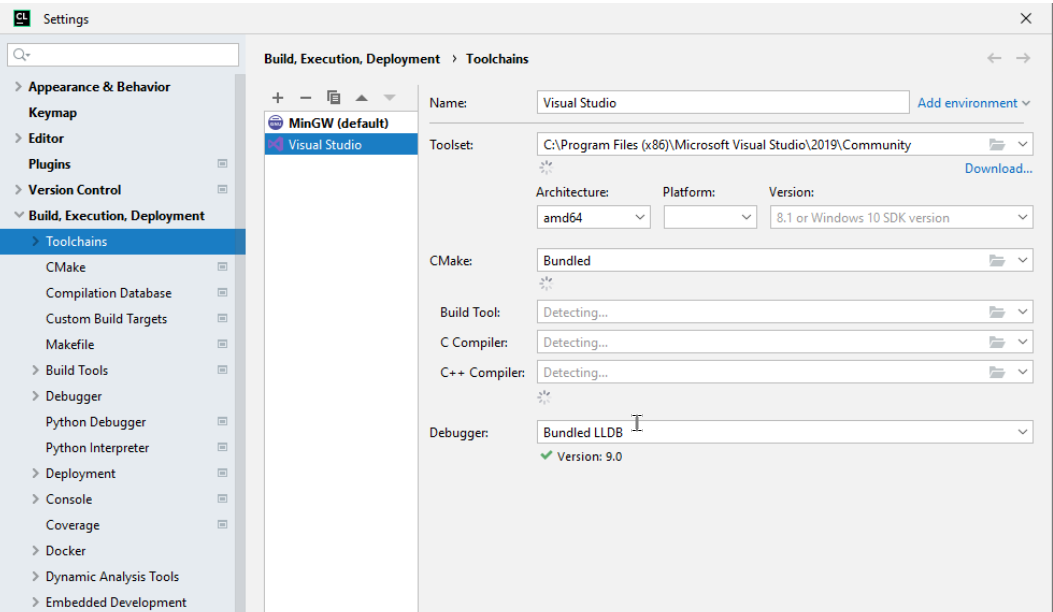 CL Settings
Appearance & Behavior
Keymap
Editor
Plugins
Version Control
Build, Execution, Deployment
Toolchains
CMake
Compilation Database
Custom Build Targets
Makefile
Build Tools
Debugger
Python Debugger
Python Interpreter
Deployment
Console
Coverage
Docker
Dynamic Analysis Tools
Embedded Development
Build, Execution, Deployment › Toolchains
MinGW (default)
Visual Studio
Name: Visual Studio Add environment
Toolset: C:\Program Files (x86)\Microsoft Visual Studio\2019\Community
Download...
Architecture: Platform: Version:
amd64 8.1 or Windows 10 SDK version
CMake: Bundled
Build Tool: Detecting...
C Compiler: Detecting...
C++ Compiler: Detecting...
Debugger: Bundled LLDB
Version: 9.0